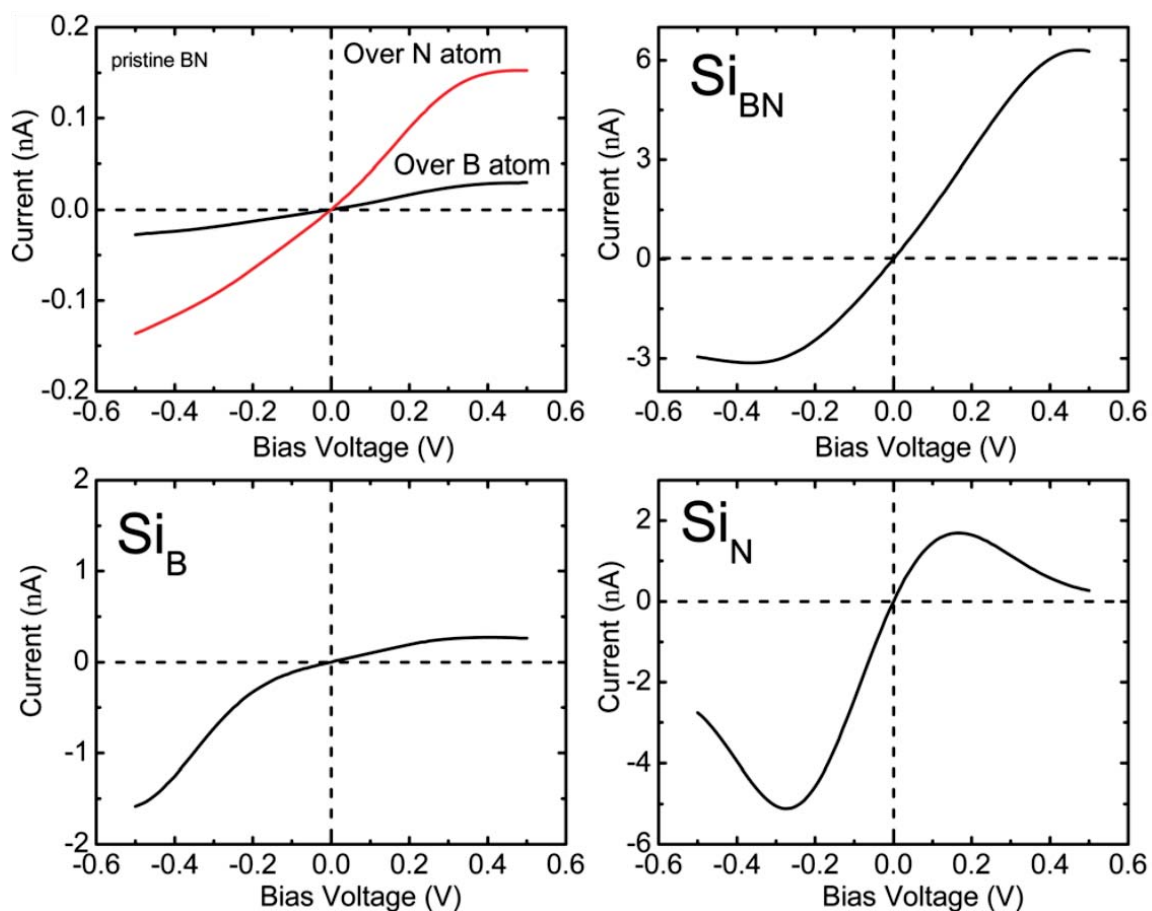 pristine BN
Over N atom
Over B atom
Current (nA)
0.2
0.1
0.0
-0.1
-0.2
-0.6 -0.4 -0.2 0.0 0.2 0.4 0.6
Bias Voltage (V)
Si_BN
Current (nA)
6
3
0
-3
-0.6 -0.4 -0.2 0.0 0.2 0.4 0.6
Bias Voltage (V)
Si_B
Current (nA)
2
1
0
-1
-2
-0.6 -0.4 -0.2 0.0 0.2 0.4 0.6
Bias Voltage (V)
Si_N
Current (nA)
2
0
-2
-4
-6
-0.6 -0.4 -0.2 0.0 0.2 0.4 0.6
Bias Voltage (V)